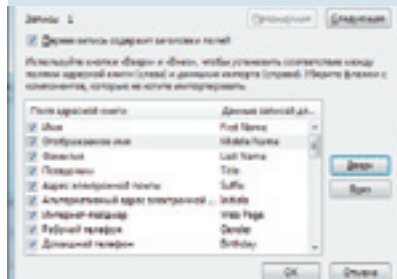 Запись 1
Предыдущая Следующая
Первая запись содержит заголовки полей
Используйте кнопки «Вверх» и «Вниз», чтобы установить соответствие между
полями адресной книги (слева) и данными импорта (справа). Уберите флажки с
компонентов, которые не хотите импортировать.
Поля адресной книги Данные записей дл...
Имя First Name
Отображаемое имя Middle Name
Фамилия Last Name
Псевдоним Title
Адрес электронной почты Suffix
Альтернативный адрес электронной ... Initials
Интернет-пейджер Web Page
Рабочий телефон Gender
Домашний телефон Birthday
Вверх
Вниз
OK Отмена